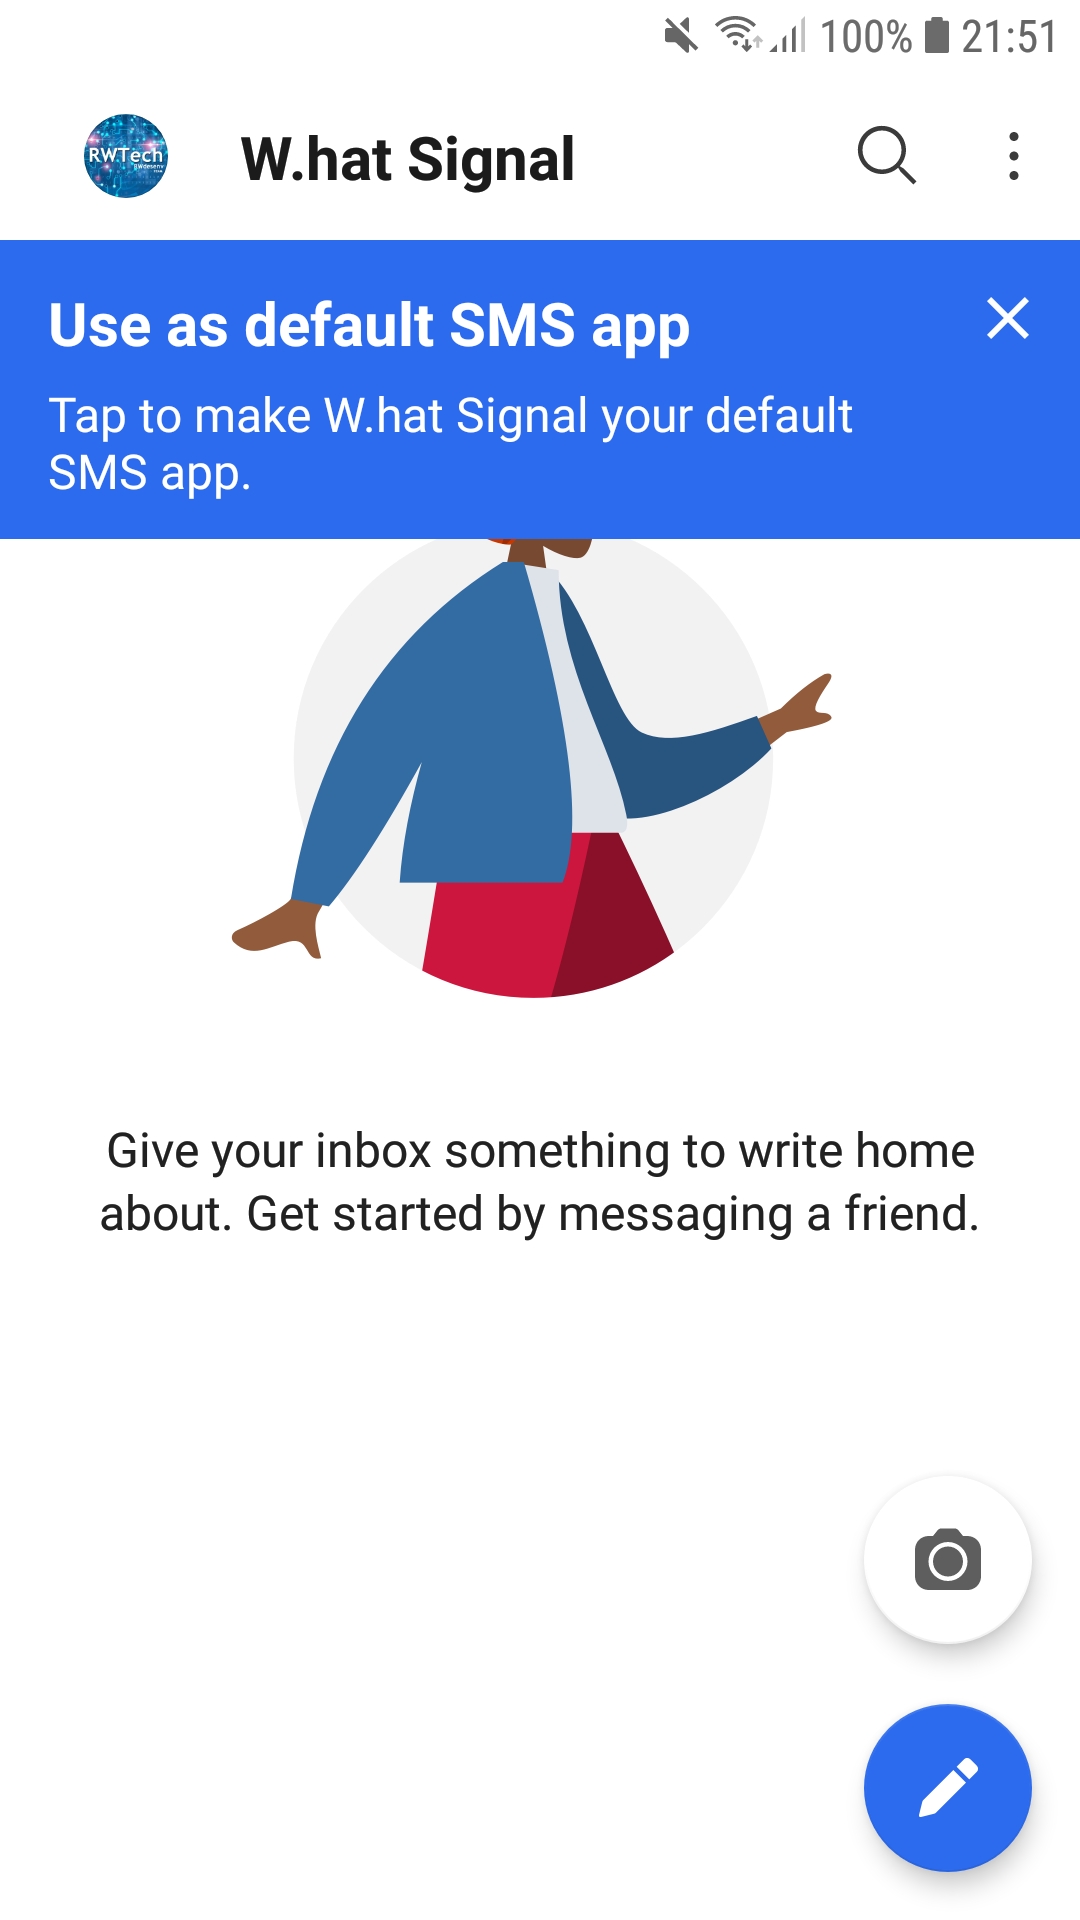 100% 21:51
RWTech
W.hat Signal
Use as default SMS app
Tap to make W.hat Signal your default
SMS app.
Give your inbox something to write home
about. Get started by messaging a friend.